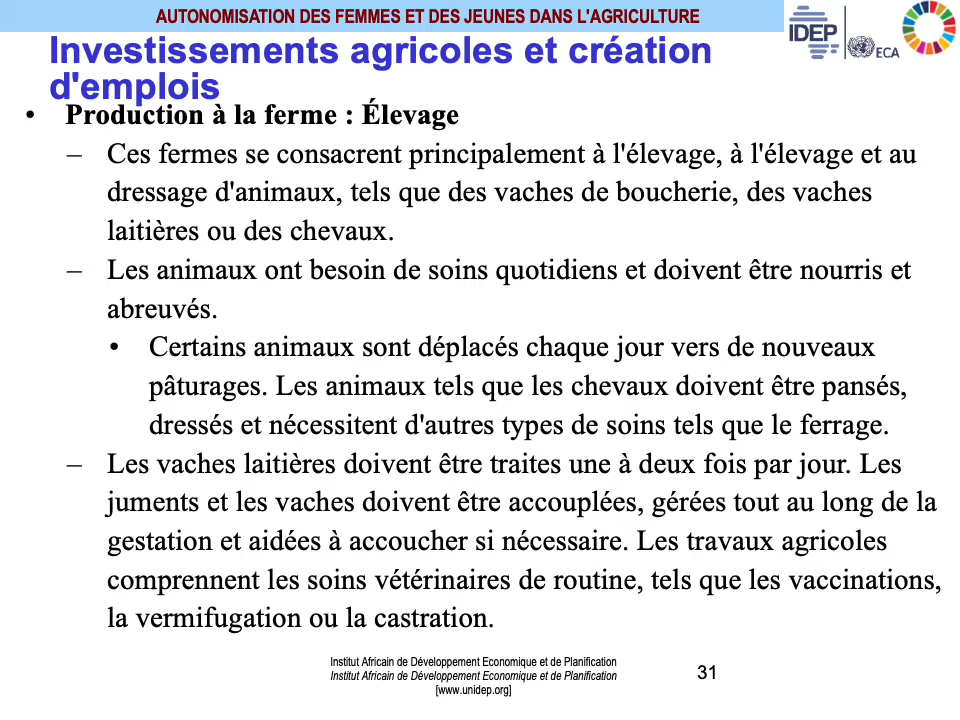 AUTONOMISATION DES FEMMES ET DES JEUNES DANS L'AGRICULTURE
IDEP
ECA
Investissements agricoles et création
d'emplois
• Production à la ferme : Élevage
– Ces fermes se consacrent principalement à l'élevage, à l'élevage et au
dressage d'animaux, tels que des vaches de boucherie, des vaches
laitières ou des chevaux.
– Les animaux ont besoin de soins quotidiens et doivent être nourris et
abreuvés.
• Certains animaux sont déplacés chaque jour vers de nouveaux
pâturages. Les animaux tels que les chevaux doivent être pansés,
dressés et nécessitent d'autres types de soins tels que le ferrage.
– Les vaches laitières doivent être traites une à deux fois par jour. Les
juments et les vaches doivent être accouplées, gérées tout au long de la
gestation et aidées à accoucher si nécessaire. Les travaux agricoles
comprennent les soins vétérinaires de routine, tels que les vaccinations,
la vermifugation ou la castration.
Institut Africain de Développement Economique et de Planification
Institut Africain de Développement Economique et de Planification
[www.unidep.org]
31